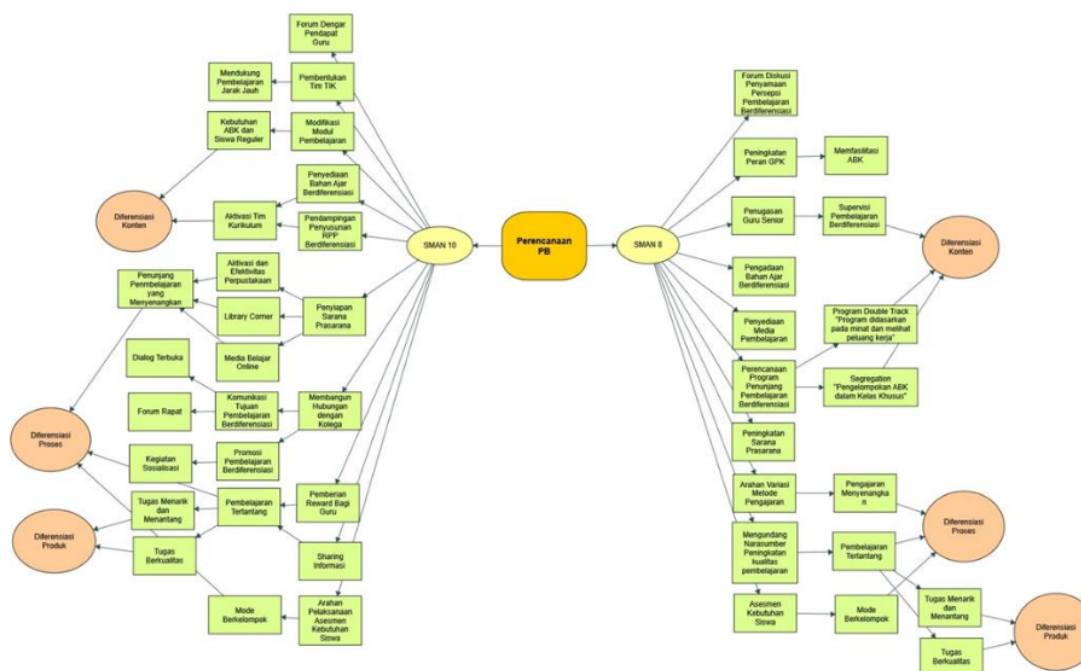 Forum Dengar
Pendapat
Guru
Mendukung
Pembelajaran
Jarak Jauh
Pembentukan
Tim TIK
Kebutuhan
ABK dan
Siswa Reguler
Modifikasi
Modul
Pembelajaran
Penyediaan
Bahan Ajar
Berdiferensiasi
Diferensiasi
Konten
Aktivasi Tim
Kurikulum
Pendampingan
Penyusunan
RPP
Berdiferensiasi
SMAN 10
Aktivasi dan
Efektivitas
Perpustakaan
Penunjang
Penmbelajaran
yang
Menyenangkan
Library Corner
Penyiapan
Sarana
Prasarana
Media Belajar
Online
Dialog Terbuka
Forum Rapat
Komunikasi
Tujuan
Pembelajaran
Berdiferensiasi
Membangun
Hubungan
dengan
Kolega
Diferensiasi
Proses
Kegiatan
Sosialisasi
Promosi
Pembelajaran
Berdiferensiasi
Tugas Menarik
dan
Menantang
Pembelajaran
Tertantang
Pemberian
Reward Bagi
Guru
Diferensiasi
Produk
Tugas
Berkualitas
Sharing
Informasi
Mode
Berkelompok
Arahan
Pelaksanaan
Asesmen
Kebutuhan
Siswa
Perencanaan
PB
SMAN 8
Forum Diskusi
Penyamaan
Persepsi
Pembelajaran
Berdiferensiasi
Peningkatan
Peran GPK
Memfasilitasi
ABK
Penugasan
Guru Senior
Supervisi
Pembelajaran
Berdiferensiasi
Diferensiasi
Konten
Pengadaan
Bahan Ajar
Berdiferensiasi
Penyediaan
Media
Pembelajaran
Program Double Track
"Program didasarkan
pada minat dan melihat
peluang kerja"
Perencanaan
Program
Penunjang
Pembelajaran
Berdiferensiasi
Segregation
"Pengelompokan ABK
dalam Kelas Khusus"
Peningkatan
Sarana
Prasarana
Arahan Variasi
Metode
Pengajaran
Pengajaran
Menyenangka
n
Diferensiasi
Proses
Mengundang
Narasumber
Peningkatan
kualitas
pembelajaran
Pembelajaran
Tertantang
Asesmen
Kebutuhan
Siswa
Mode
Berkelompok
Tugas Menarik
dan
Menantang
Diferensiasi
Produk
Tugas
Berkualitas